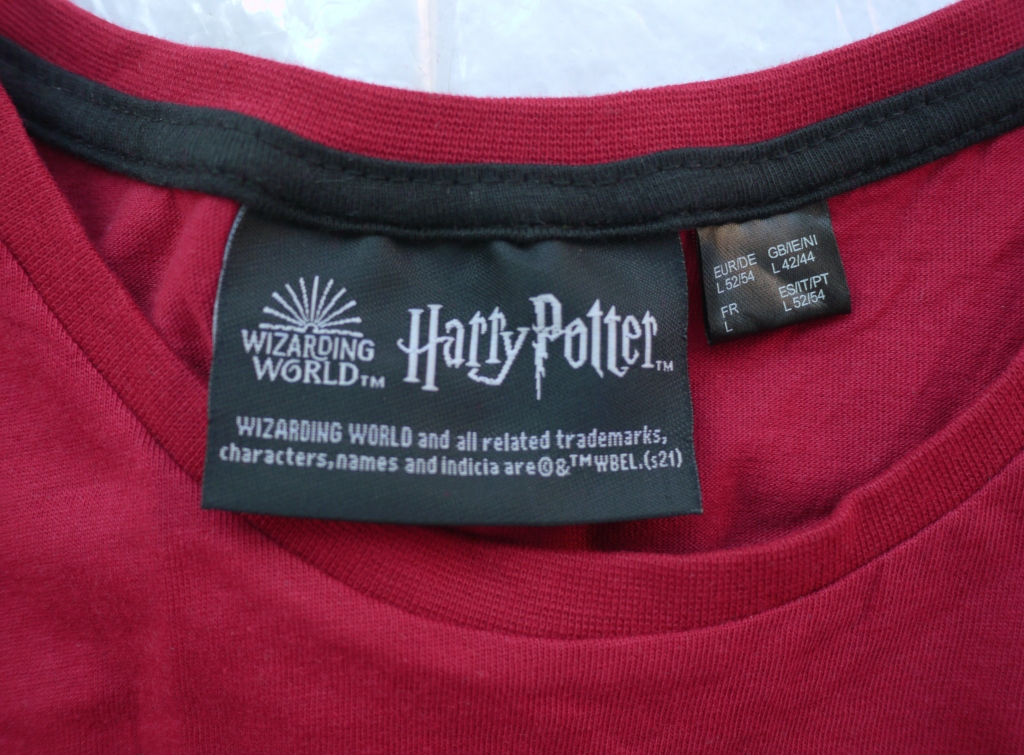 WIZARDING
WORLD™
Harry Potter™
WIZARDING WORLD and all related trademarks,
characters, names and indicia are©&™WBEI.(s21)
EUR/DE GB/IE/NI
L 52/54 L 42/44
FR ES/IT/PT
L L 52/54